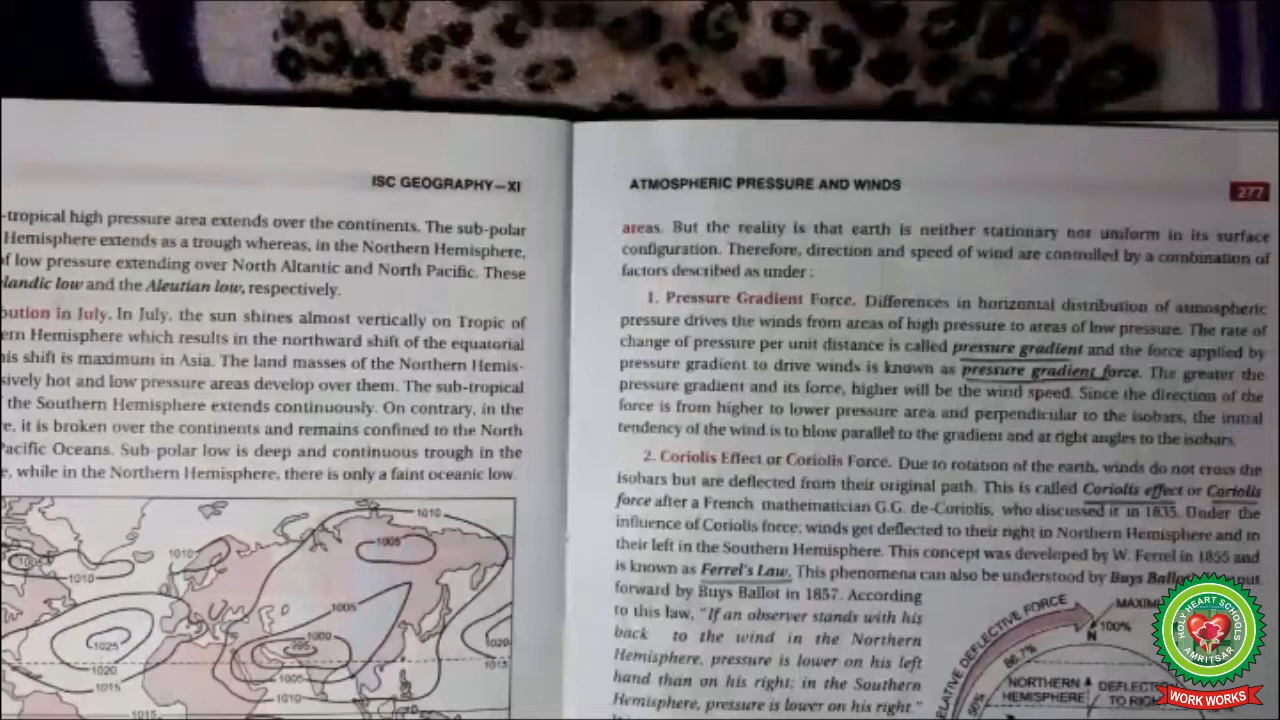 ISC GEOGRAPHY—XI
-tropical high pressure area extends over the continents. The sub-polar
Hemisphere extends as a trough whereas, in the Northern Hemisphere,
of low pressure extending over North Altantic and North Pacific. These
landic low and the Aleutian low, respectively.
bution in July. In July, the sun shines almost vertically on Tropic of
ern Hemisphere which results in the northward shift of the equatorial
his shift is maximum in Asia. The land masses of the Northern Hemis-
sively hot and low pressure areas develop over them. The sub-tropical
the Southern Hemisphere extends continuously. On contrary, in the
re, it is broken over the continents and remains confined to the North
Pacific Oceans. Sub-polar low is deep and continuous trough in the
e, while in the Northern Hemisphere, there is only a faint oceanic low.
1010
1005
1010
1005
1010
1005
1000
995
1025
1020
1020
1015
1005
1015
1010
1015
ATMOSPHERIC PRESSURE AND WINDS
277
areas. But the reality is that earth is neither stationary nor uniform in its surface
configuration. Therefore, direction and speed of wind are controlled by a combination of
factors described as under :
1. Pressure Gradient Force. Differences in horizontal distribution of atmospheric
pressure drives the winds from areas of high pressure to areas of low pressure. The rate of
change of pressure per unit distance is called pressure gradient and the force applied by
pressure gradient to drive winds is known as pressure gradient force. The greater the
pressure gradient and its force, higher will be the wind speed. Since the direction of the
force is from higher to lower pressure area and perpendicular to the isobars, the initial
tendency of the wind is to blow parallel to the gradient and at right angles to the isobars.
2. Coriolis Effect or Coriolis Force. Due to rotation of the earth, winds do not cross the
isobars but are deflected from their original path. This is called Coriolis effect or Coriolis
force after a French mathematician G.G. de-Coriolis, who discussed it in 1835. Under the
influence of Coriolis force; winds get deflected to their right in Northern Hemisphere and to
their left in the Southern Hemisphere. This concept was developed by W. Ferrel in 1855 and
is known as Ferrel's Law. This phenomena can also be understood by Buys Ball put
forward by Buys Ballot in 1857. According
to this law, "If an observer stands with his
back to the wind in the Northern
Hemisphere, pressure is lower on his left
hand than on his right; in the Southern
Hemisphere, pressure is lower on his right."
RELATIVE DEFLECTIVE FORCE
MAXIMU
100%
N
86.7%
50%
NORTHERN
HEMISPHERE
DEFLECT
TO RIGH
HOLY HEART SCHOOLS
AMRITSAR
WORK WORKS